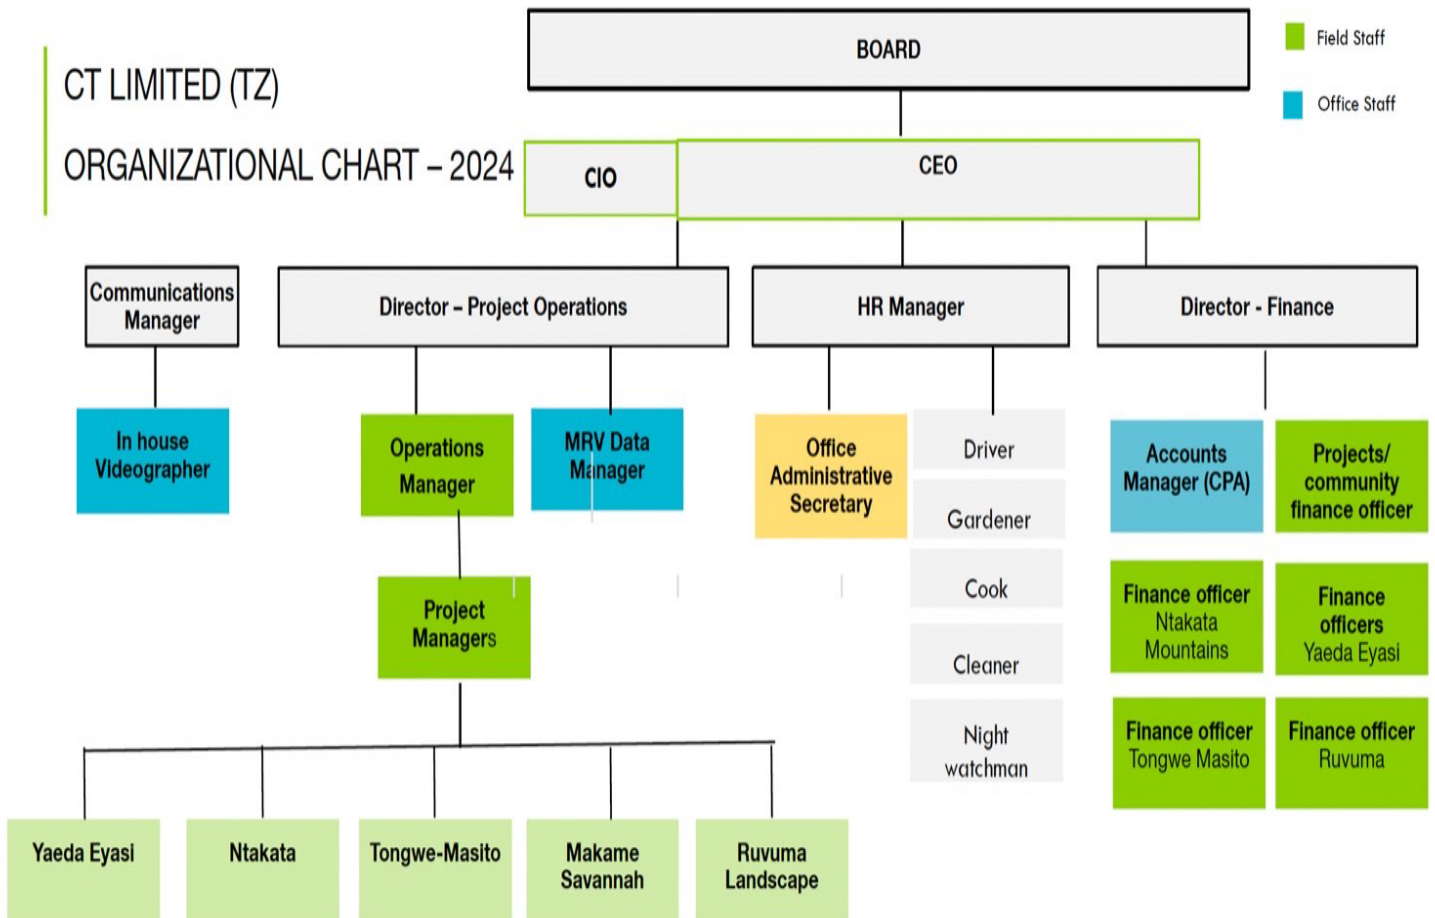 BOARD
Field Staff
Office Staff
CT LIMITED (TZ)
ORGANIZATIONAL CHART – 2024
CIO
CEO
Communications
Manager
Director – Project Operations
HR Manager
Director - Finance
In house
Videographer
Operations
Manager
MRV Data
Manager
Office
Administrative
Secretary
Driver
Gardener
Cook
Cleaner
Night
watchman
Accounts
Manager (CPA)
Projects/
community
finance officer
Project
Managers
Finance officer
Ntakata
Mountains
Finance
officers
Yaeda Eyasi
Finance officer
Tongwe Masito
Finance officer
Ruvuma
Yaeda Eyasi
Ntakata
Tongwe-Masito
Makame
Savannah
Ruvuma
Landscape